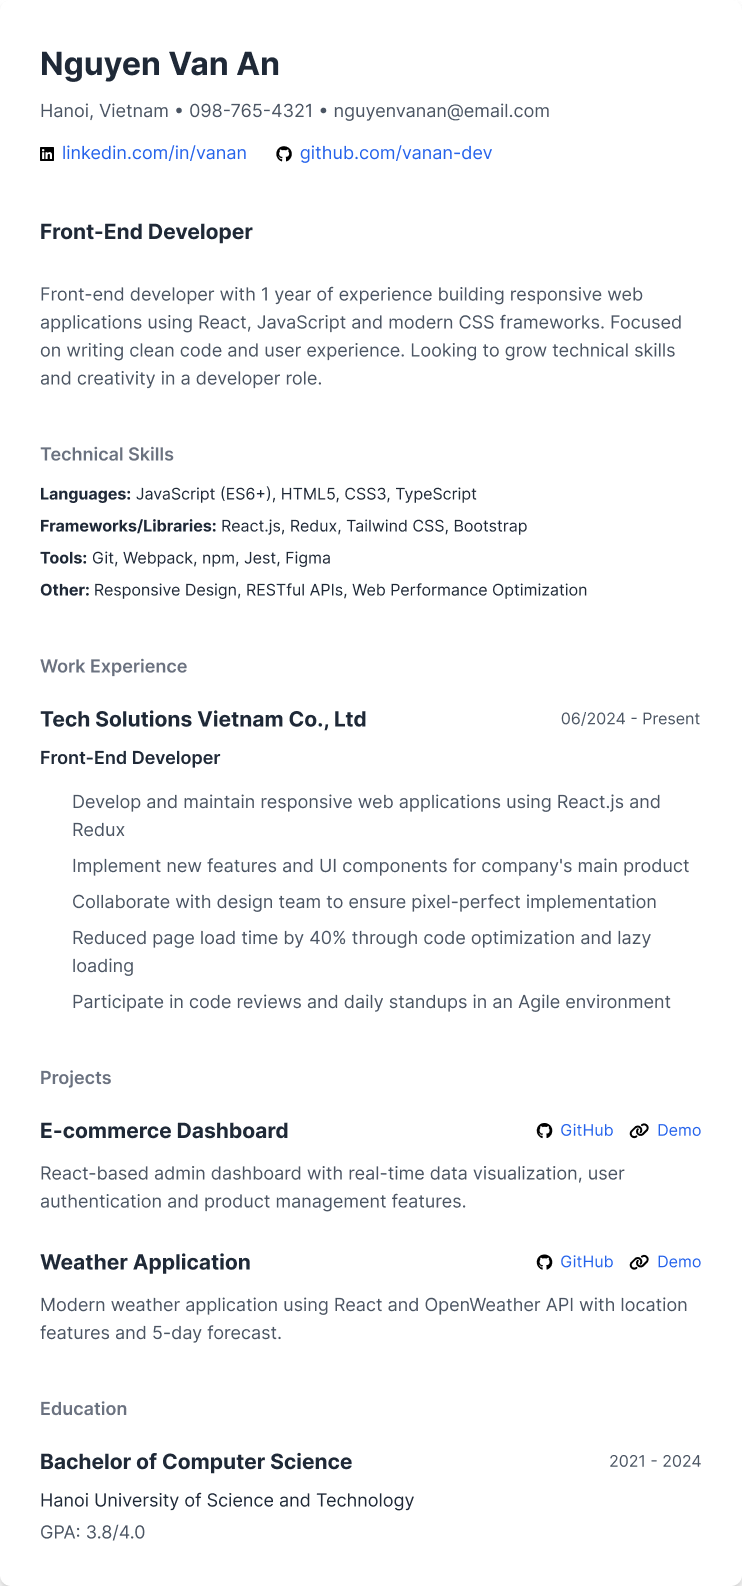 Nguyen Van An
Hanoi, Vietnam • 098-765-4321 • nguyenvanan@email.com
linkedin.com/in/vanan github.com/vanan-dev
Front-End Developer
Front-end developer with 1 year of experience building responsive web
applications using React, JavaScript and modern CSS frameworks. Focused
on writing clean code and user experience. Looking to grow technical skills
and creativity in a developer role.
Technical Skills
Languages: JavaScript (ES6+), HTML5, CSS3, TypeScript
Frameworks/Libraries: React.js, Redux, Tailwind CSS, Bootstrap
Tools: Git, Webpack, npm, Jest, Figma
Other: Responsive Design, RESTful APIs, Web Performance Optimization
Work Experience
Tech Solutions Vietnam Co., Ltd 06/2024 - Present
Front-End Developer
Develop and maintain responsive web applications using React.js and
Redux
Implement new features and UI components for company's main product
Collaborate with design team to ensure pixel-perfect implementation
Reduced page load time by 40% through code optimization and lazy
loading
Participate in code reviews and daily standups in an Agile environment
Projects
E-commerce Dashboard GitHub Demo
React-based admin dashboard with real-time data visualization, user
authentication and product management features.
Weather Application GitHub Demo
Modern weather application using React and OpenWeather API with location
features and 5-day forecast.
Education
Bachelor of Computer Science 2021 - 2024
Hanoi University of Science and Technology
GPA: 3.8/4.0